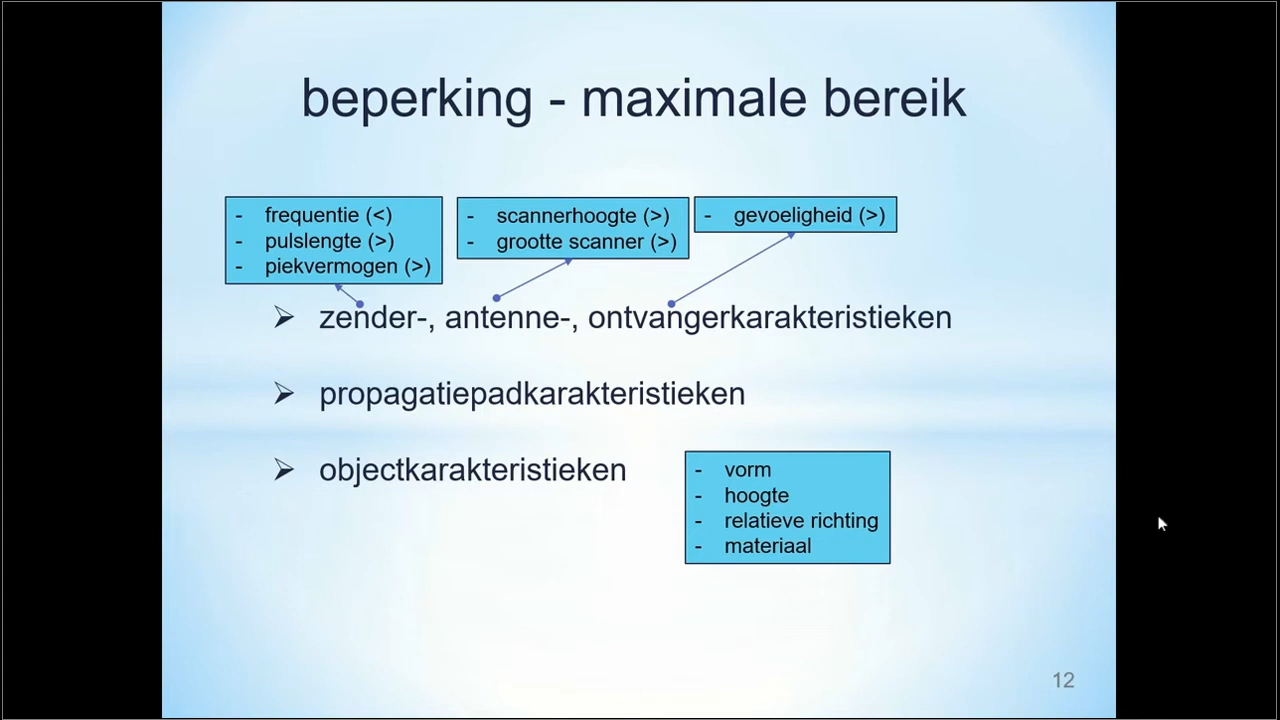 beperking - maximale bereik
- frequentie (<)
- pulslengte (>)
- piekvermogen (>)
- scannerhoogte (>)
- grootte scanner (>)
- gevoeligheid (>)
➢ zender-, antenne-, ontvangerkarakteristieken
➢ propagatiepadkarakteristieken
➢ objectkarakteristieken
- vorm
- hoogte
- relatieve richting
- materiaal
12